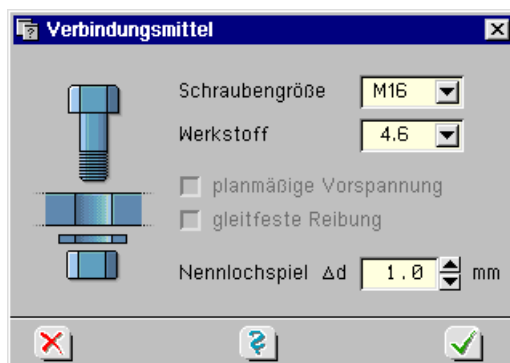 Verbindungsmittel
Schraubengröße M16
Werkstoff 4.6
planmäßige Vorspannung
gleitfeste Reibung
Nennlochspiel Δd 1.0 mm